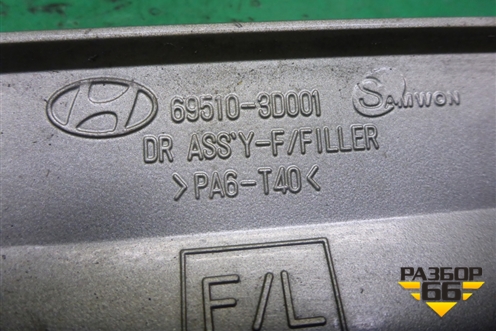 69510-3D001 SAMWON
DR ASS'Y-F/FILLER
>PA6-T40<
F/L
РАЗБОР
66